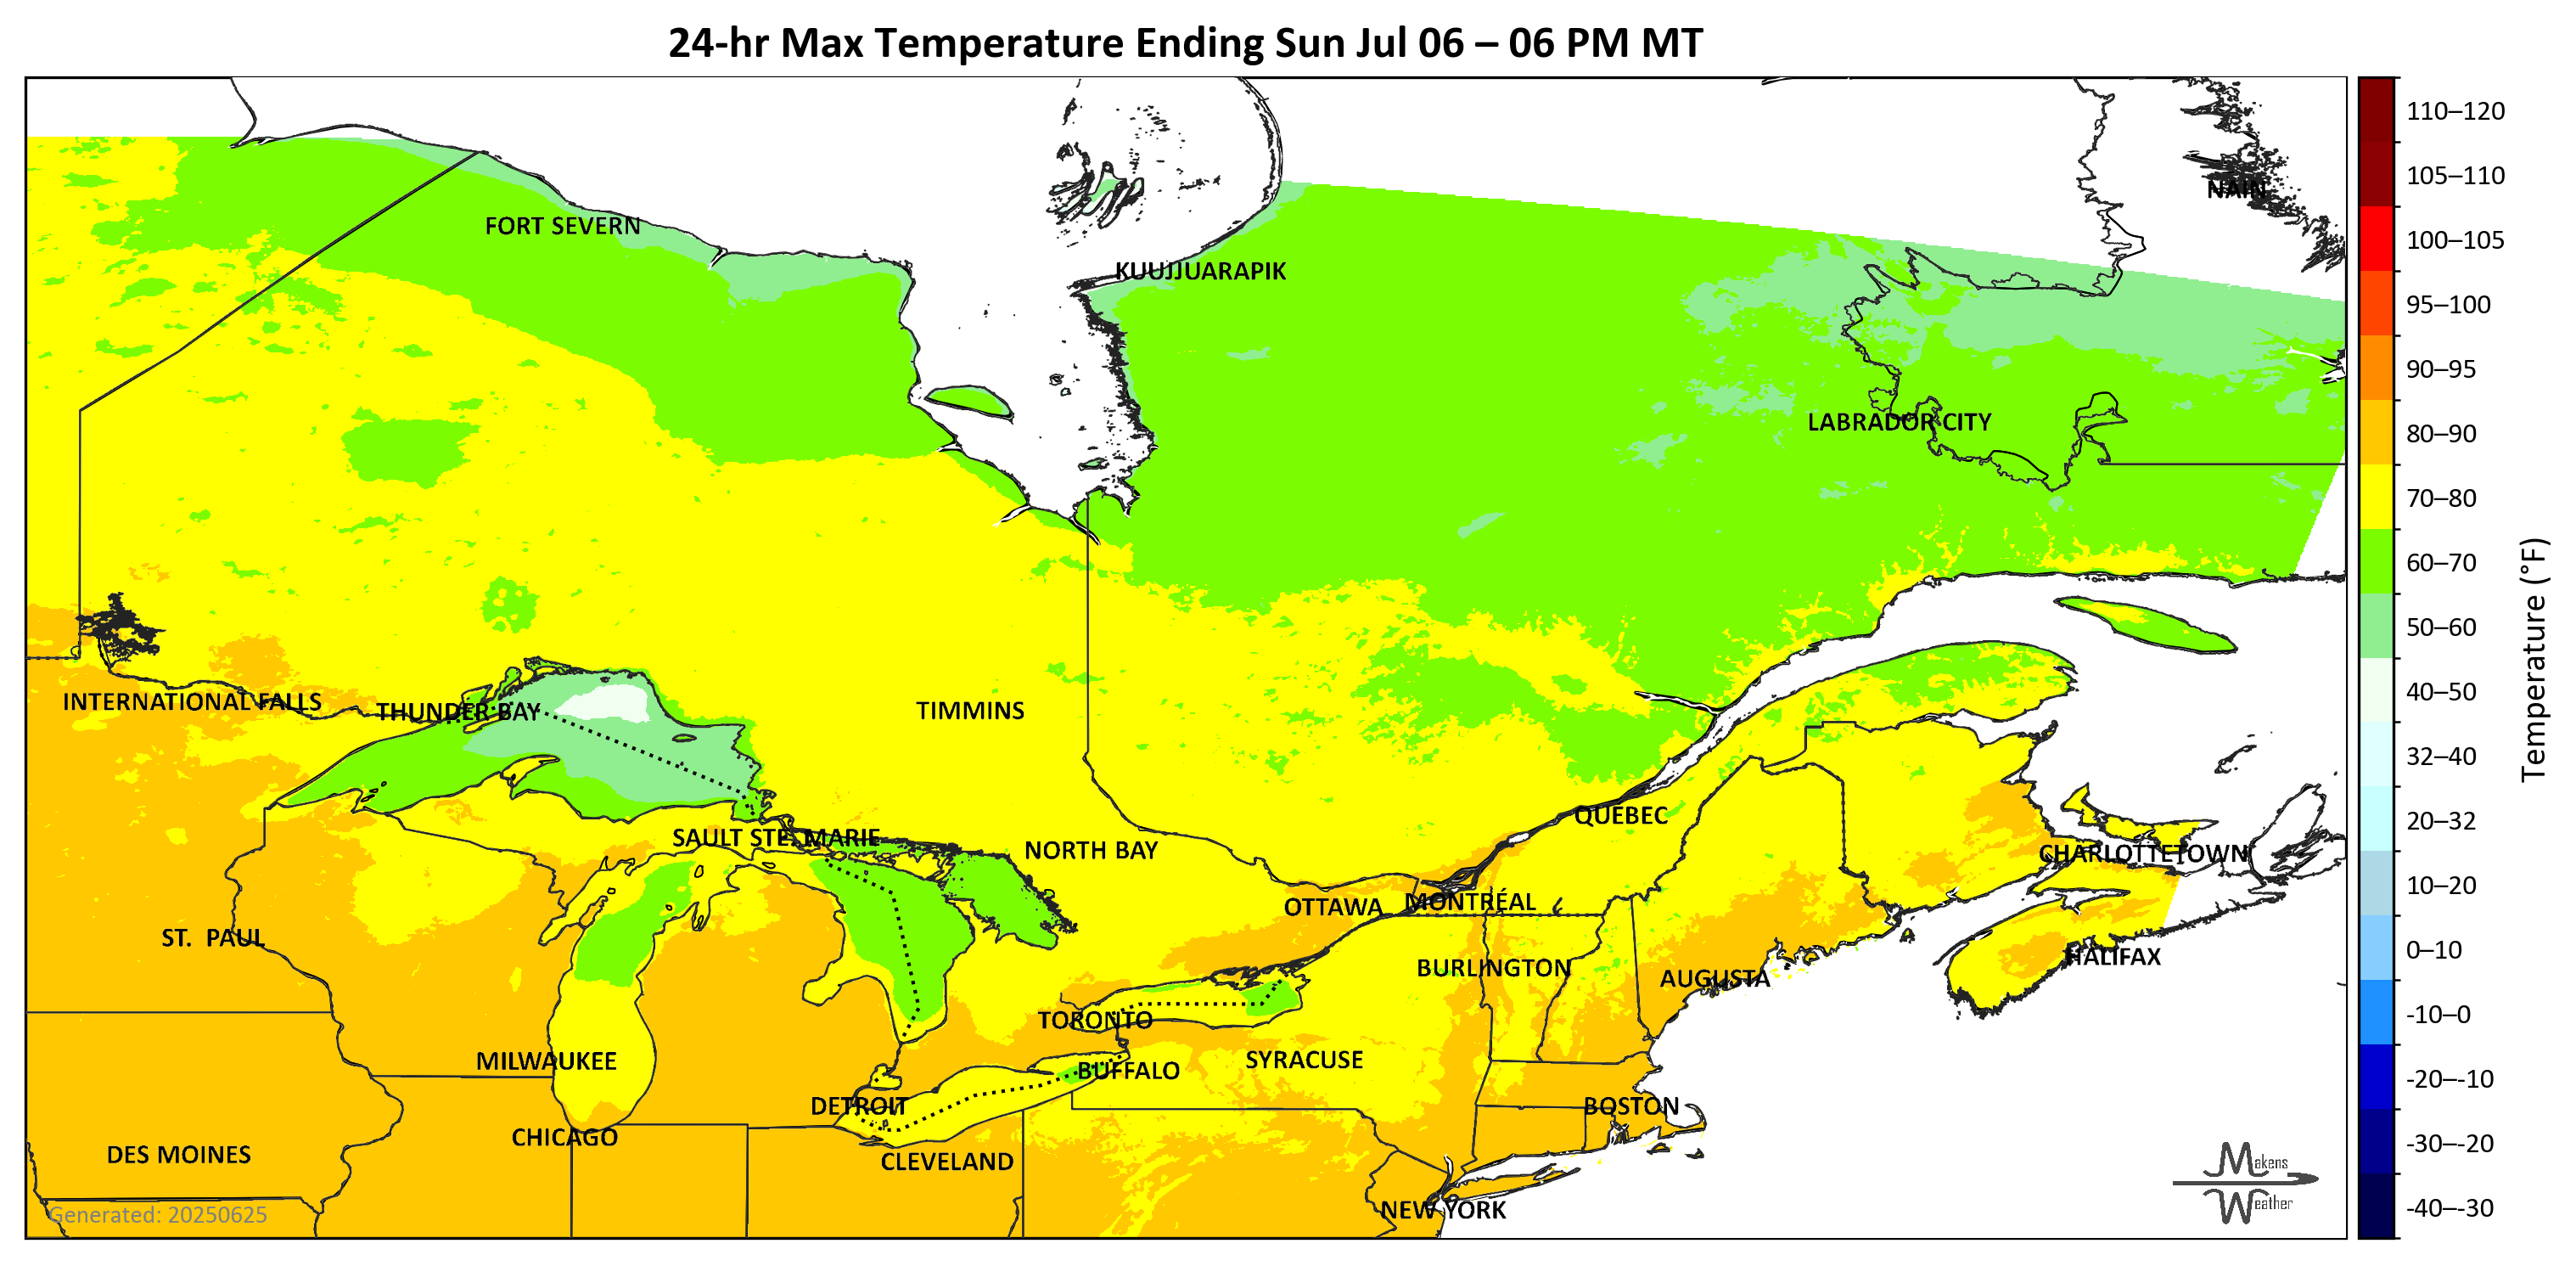 24-hr Max Temperature Ending Sun Jul 06 – 06 PM MT
NAIN
FORT SEVERN
KUUJJUARAPIK
LABRADOR CITY
INTERNATIONAL FALLS
THUNDER BAY
TIMMINS
QUÉBEC
SAULT STE. MARIE
NORTH BAY
CHARLOTTETOWN
OTTAWA
MONTRÉAL
ST. PAUL
HALIFAX
BURLINGTON
AUGUSTA
TORONTO
MILWAUKEE
SYRACUSE
BUFFALO
DETROIT
BOSTON
CHICAGO
DES MOINES
CLEVELAND
NEW YORK
Generated: 20250625
Makens
Weather
110–120
105–110
100–105
95–100
90–95
80–90
70–80
60–70
50–60
40–50
32–40
20–32
10–20
0–10
-10–0
-20–-10
-30–-20
-40–-30
Temperature (°F)